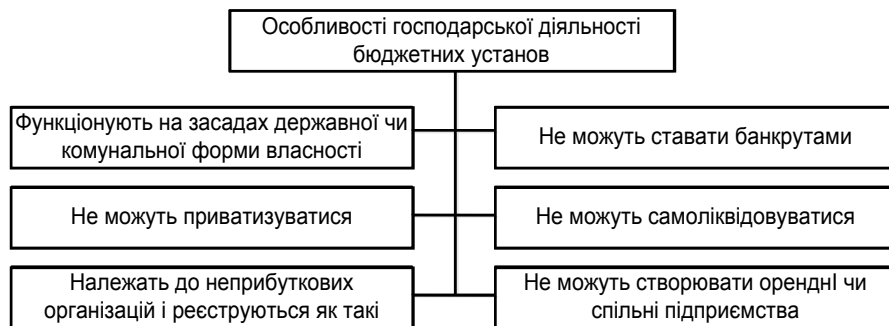 Особливості господарської діяльності
бюджетних установ
Функціонують на засадах державної чи
комунальної форми власності
Не можуть ставати банкрутами
Не можуть приватизуватися
Не можуть самоліквідовуватися
Належать до неприбуткових
організацій і реєструються як такі
Не можуть створювати оренднІ чи
спільні підприємства